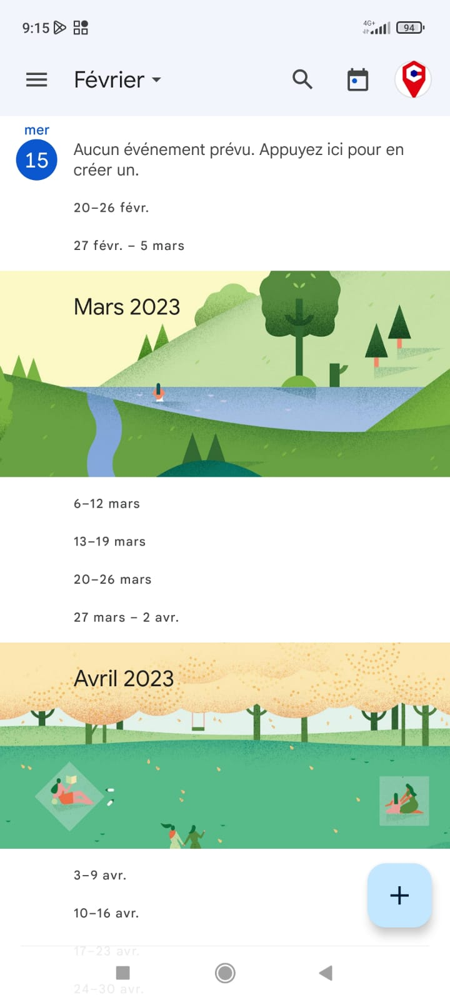 9:15
4G+
94
Février
mer
15
Aucun événement prévu. Appuyez ici pour en
créer un.
20–26 févr.
27 févr. – 5 mars
Mars 2023
6–12 mars
13–19 mars
20–26 mars
27 mars – 2 avr.
Avril 2023
3–9 avr.
10–16 avr.
17–23 avr.
24–30 avr.